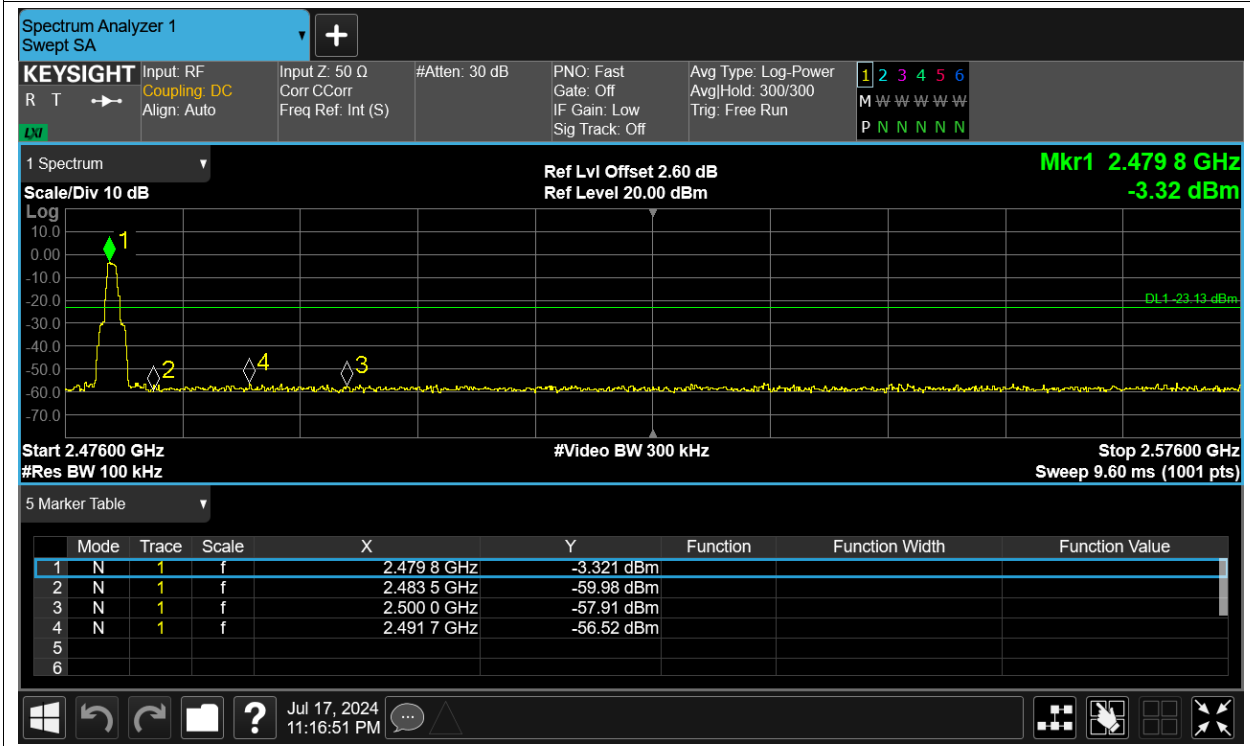 Spectrum Analyzer 1
Swept SA
+
KEYSIGHT Input: RF Input Z: 50 Ω #Atten: 30 dB PNO: Fast Avg Type: Log-Power 1 2 3 4 5 6
R T Coupling: DC Corr CCorr Gate: Off Avg|Hold: 300/300 M W W W W W
Align: Auto Freq Ref: Int (S) IF Gain: Low Trig: Free Run
LXI Sig Track: Off P N N N N N
1 Spectrum Ref Lvl Offset 2.60 dB Mkr1 2.479 8 GHz
Scale/Div 10 dB Ref Level 20.00 dBm -3.32 dBm
Log
10.0
1
0.00
-10.0
-20.0 DL1 -23.13 dBm
-30.0
-40.0
-50.0 2 4 3
-60.0
-70.0
Start 2.47600 GHz #Video BW 300 kHz Stop 2.57600 GHz
#Res BW 100 kHz Sweep 9.60 ms (1001 pts)
5 Marker Table
Mode Trace Scale X Y Function Function Width Function Value
1 N 1 f 2.479 8 GHz -3.321 dBm
2 N 1 f 2.483 5 GHz -59.98 dBm
3 N 1 f 2.500 0 GHz -57.91 dBm
4 N 1 f 2.491 7 GHz -56.52 dBm
5
6
? Jul 17, 2024
11:16:51 PM